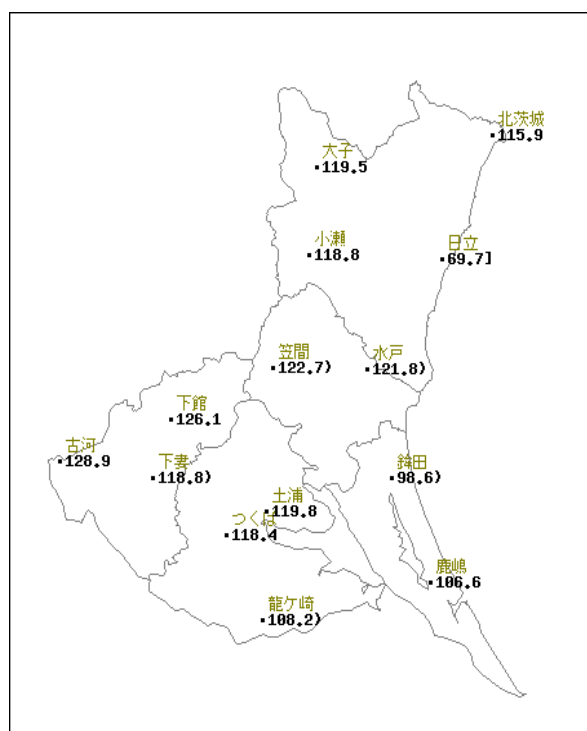 北茨城
115.9
大子
119.5
小瀬
118.8
日立
69.7]
笠間
122.7)
水戸
121.8)
下館
126.1
古河
128.9
下妻
118.8)
鉾田
98.6)
土浦
119.8
つくば
118.4
鹿嶋
106.6
龍ケ崎
108.2)